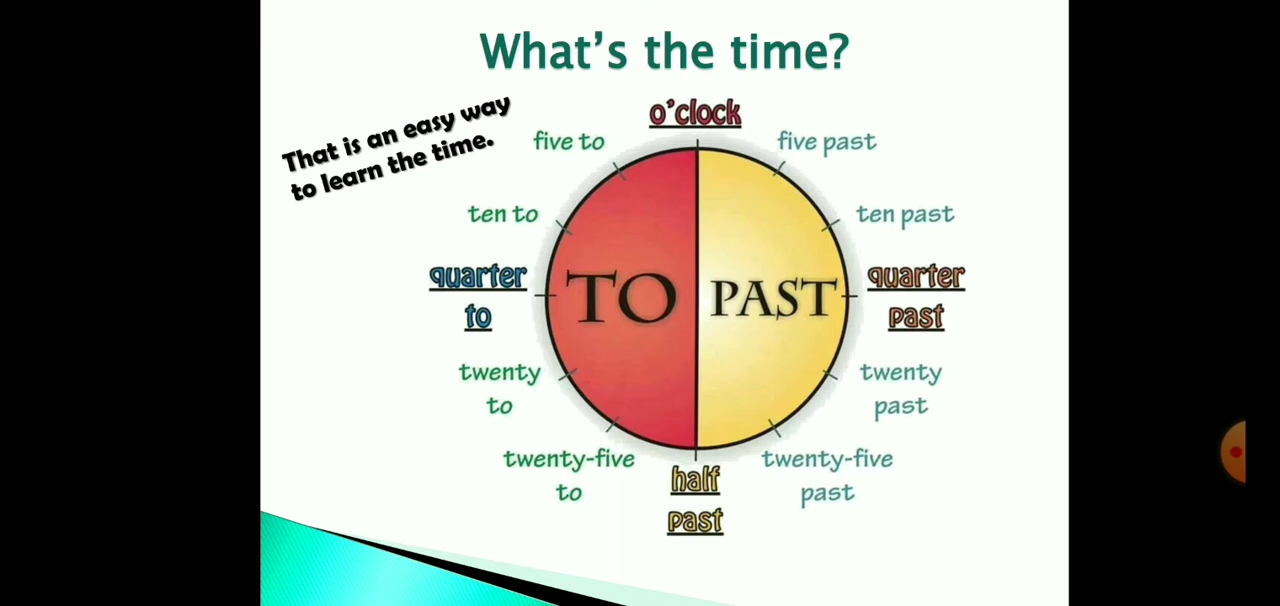 What's the time?
That is an easy way
to learn the time.
o'clock
five past
ten past
quarter
past
twenty
past
twenty-five
past
half
past
twenty-five
to
twenty
to
quarter
to
ten to
five to
TO
PAST